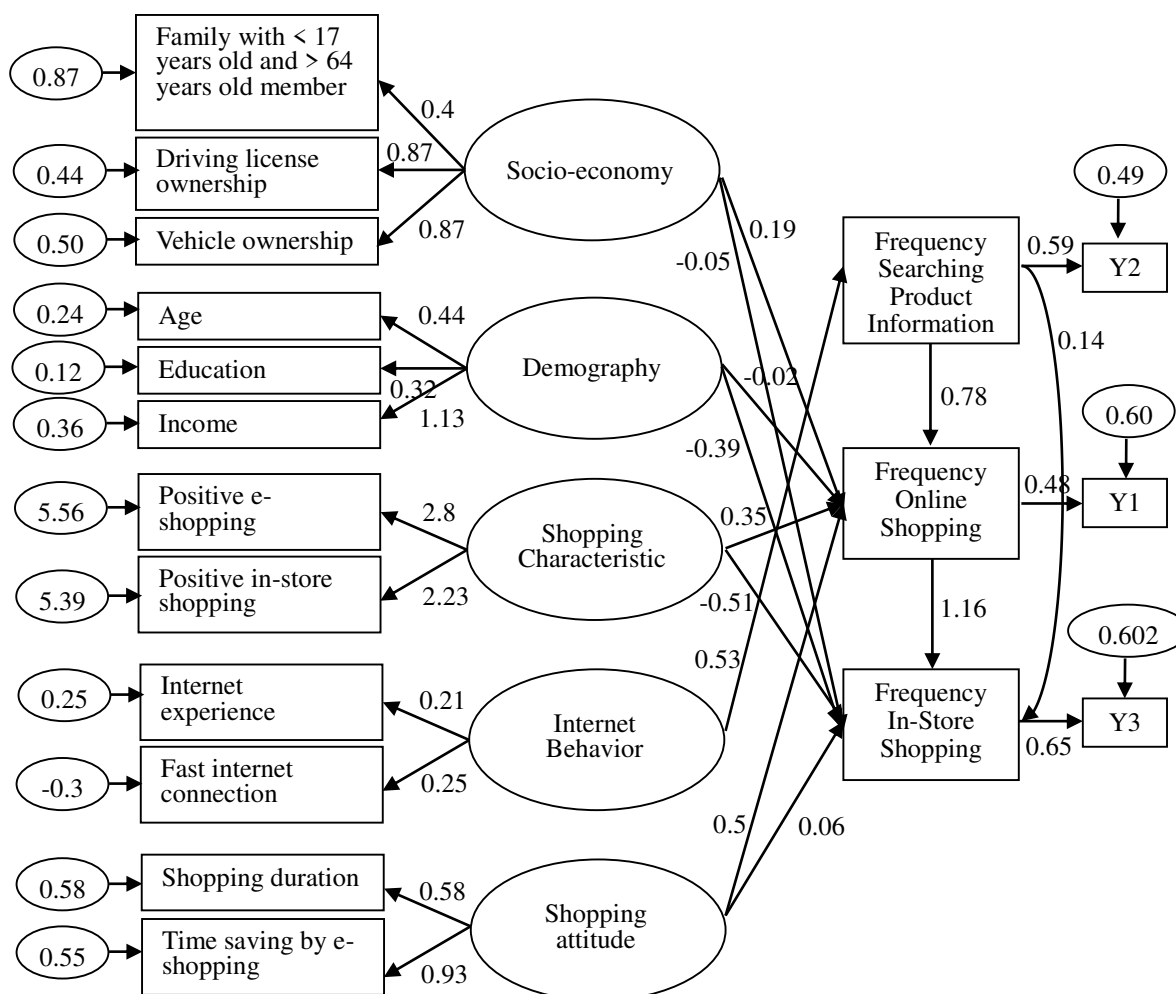 Family with < 17
years old and > 64
years old member
0.87
0.4
Driving license
ownership
0.44
0.87
Socio-economy
Vehicle ownership
0.50
0.87
0.49
0.19
-0.05
Frequency
Searching
Product
Information
0.59
Y2
Age
0.24
0.44
Education
0.12
0.32
Demography
-0.02
0.14
Income
0.36
1.13
-0.39
0.78
0.60
Positive e-
shopping
5.56
2.8
Shopping
Characteristic
0.35
Frequency
Online
Shopping
0.48
Y1
Positive in-store
shopping
5.39
2.23
-0.51
1.16
0.602
Internet
experience
0.25
0.21
Internet
Behavior
0.53
Frequency
In-Store
Shopping
0.65
Y3
Fast internet
connection
-0.3
0.25
0.5
0.06
Shopping duration
0.58
0.58
Shopping
attitude
Time saving by e-
shopping
0.55
0.93